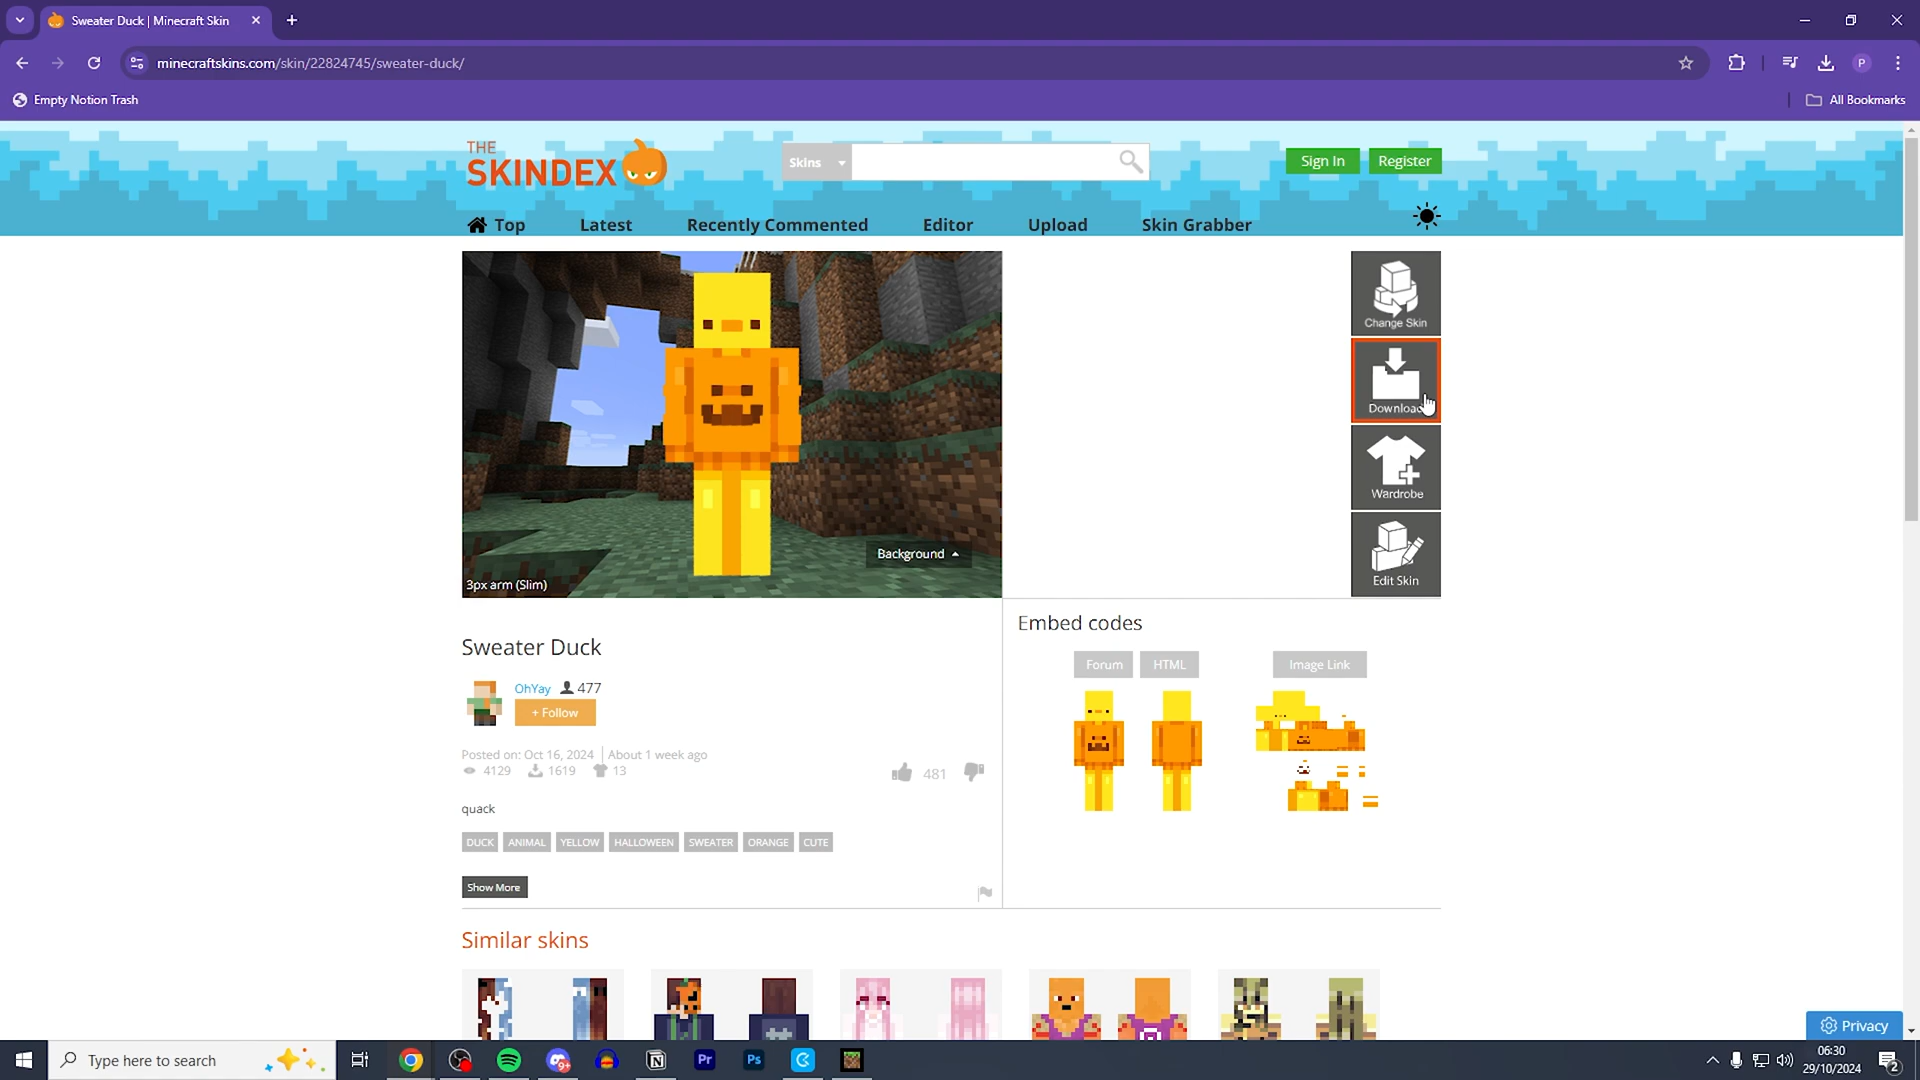 Sweater Duck | Minecraft Skin
minecraftskins.com/skin/22824745/sweater-duck/
P
Empty Notion Trash
All Bookmarks
THE
SKINDEX
Skins
Sign In
Register
Top
Latest
Recently Commented
Editor
Upload
Skin Grabber
Change Skin
Download
Wardrobe
Edit Skin
Background
3px arm (Slim)
Embed codes
Forum
HTML
Image Link
Sweater Duck
OhYay 477
+ Follow
Posted on: Oct 16, 2024 About 1 week ago
4129 1619 13
481
quack
DUCK ANIMAL YELLOW HALLOWEEN SWEATER ORANGE CUTE
Show More
Similar skins
Privacy
Type here to search
9+
N
Pr
Ps
06:30
29/10/2024
2